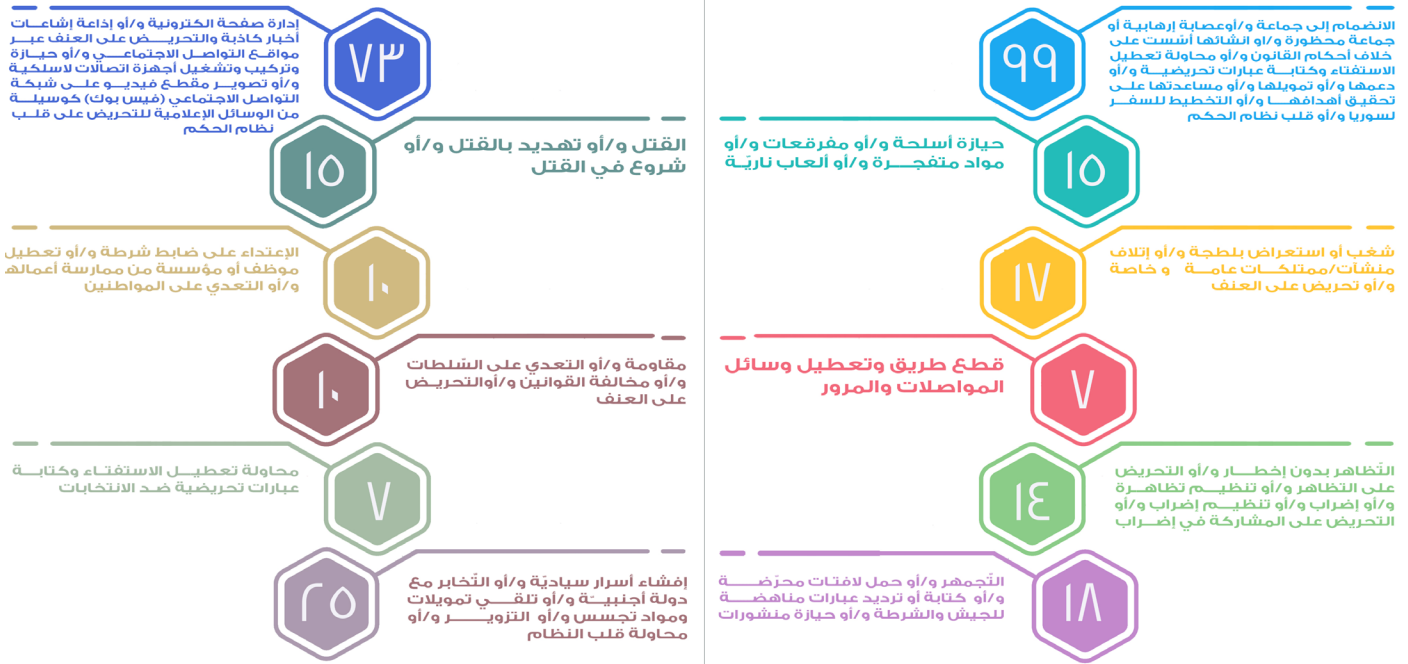 الانضمام إلى جماعة و/أوعصابة إرهابية أو
جماعة محظورة و/او انشائها أسّست على
خلاف أحكام القانون و/أو محاولة تعطيل
الاستفتاء وكتابة عبارات تحريضية و/أو
دعمها و/أو تمويلها و/أو مساعدتها على
تحقيق أهدافها و/أو التخطيط للسفر
لسوريا و/أو قلب نظام الحكم
٩٩
حيازة أسلحة و/أو مفرقعات و/أو
مواد متفجرة و/أو ألعاب ناريّة
١٥
شغب أو استعراض بلطجة و/أو إتلاف
منشآت/ممتلكات عامة و خاصة
و/أو تحريض على العنف
١٧
قطع طريق وتعطيل وسائل
المواصلات والمرور
٧
التّظاهر بدون إخطار و/أو التحريض
على التظاهر و/أو تنظيم تظاهرة
و/أو إضراب و/أو تنظيم إضراب و/أو
التحريض على المشاركة في إضراب
١٤
التّجمهر و/أو حمل لافتات محرّضة
و/أو كتابة أو ترديد عبارات مناهضة
للجيش والشرطة و/أو حيازة منشورات
١٨
إدارة صفحة الكترونية و/أو إذاعة إشاعات
أخبار كاذبة والتحريض على العنف عبر
مواقع التواصل الاجتماعي و/أو حيازة
وتركيب وتشغيل أجهزة اتصالات لاسلكية
و/أو تصوير مقطع فيديو على شبكة
التواصل الاجتماعي (فيس بوك) كوسيلة
من الوسائل الإعلامية للتحريض على قلب
نظام الحكم
٧٣
القتل و/أو تهديد بالقتل و/أو
شروع في القتل
١٥
الإعتداء على ضابط شرطة و/أو تعطيل
موظف أو مؤسسة من ممارسة أعمالها
و/أو التعدي على المواطنين
١٠
مقاومة و/أو التعدي على السّلطات
و/أو مخالفة القوانين و/أوالتحريض
على العنف
١٠
محاولة تعطيل الاستفتاء وكتابة
عبارات تحريضية ضد الانتخابات
٧
إفشاء أسرار سياديّة و/أو التّخابر مع
دولة أجنبيّة و/أو تلقي تمويلات
ومواد تجسس و/أو التزوير و/أو
محاولة قلب النظام
٢٥